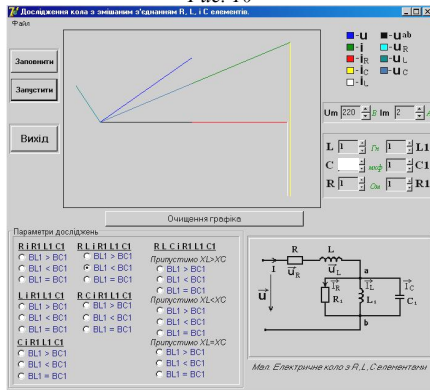 Рис. 10
Дослідження кола з змішаним з'єднанням R, L, і C елементів.
Файл
Заповнити
Запустити
Вихід
-u -uab
-i -uR
-iR -uL
-iC -uC
-iL
Um 220 В Im 2 А
L 1 Гн 1 L1
C мкф 1 C1
R 1 Ом 1 R1
Очищення графіка
Параметри досліджень
R i R1 L1 C1
BL1 > BC1
BL1 < BC1
BL1 = BC1
L i R1 L1 C1
BL1 > BC1
BL1 < BC1
BL1 = BC1
C i R1 L1 C1
BL1 > BC1
BL1 < BC1
BL1 = BC1
R L i R1 L1 C1
BL1 > BC1
BL1 < BC1
BL1 = BC1
R C i R1 L1 C1
BL1 > BC1
BL1 < BC1
BL1 = BC1
R L C i R1 L1 C1
Припустимо XL>XC
BL1 > BC1
BL1 < BC1
BL1 = BC1
Припустимо XL<XC
BL1 > BC1
BL1 < BC1
BL1 = BC1
Припустимо XL=XC
BL1 > BC1
BL1 < BC1
BL1 = BC1
R L
I uR uL a
IR IL IC
u R1 L1 C1
b
Мал. Електричне коло з R, L, C елементами